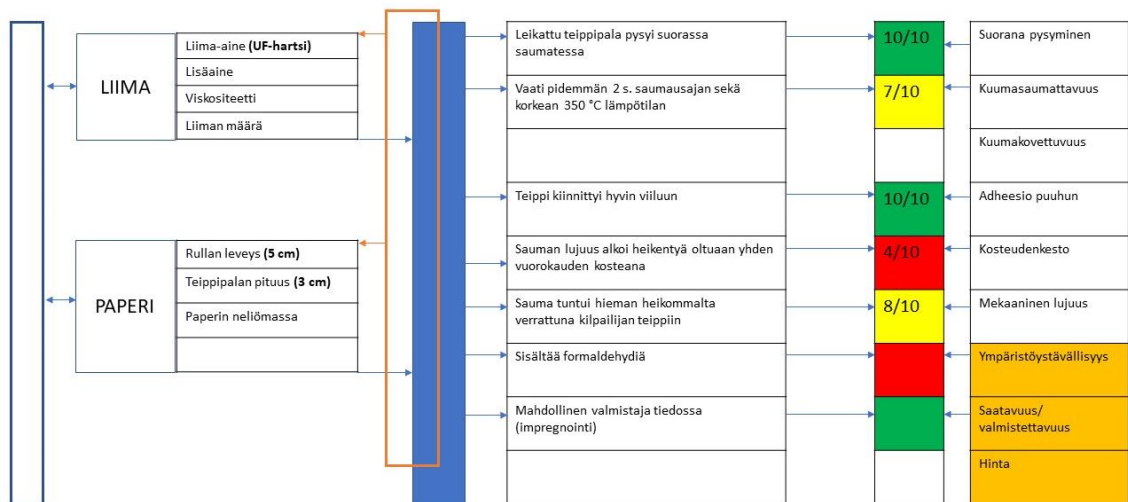 LIIMA
Liima-aine (UF-hartsi)
Lisäaine
Viskositeetti
Liiman määrä
PAPERI
Rullan leveys (5 cm)
Teippipalan pituus (3 cm)
Paperin neliömassa
Leikattu teippipala pysyi suorassa
saumatessa
10/10
Suorana pysyminen
Vaati pidemmän 2 s. saumausajan sekä
korkean 350 °C lämpötilan
7/10
Kuumasaumattavuus
Kuumakovettuvuus
Teippi kiinnittyi hyvin viiluun
10/10
Adheesio puuhun
Sauman lujuus alkoi heikentyä oltuaan yhden
vuorokauden kosteana
4/10
Kosteudenkesto
Sauma tuntui hieman heikommalta
verrattuna kilpailijan teippiin
8/10
Mekaaninen lujuus
Sisältää formaldehydiä
Ympäristöystävällisyys
Mahdollinen valmistaja tiedossa
(impregnointi)
Saatavuus/
valmistettavuus
Hinta